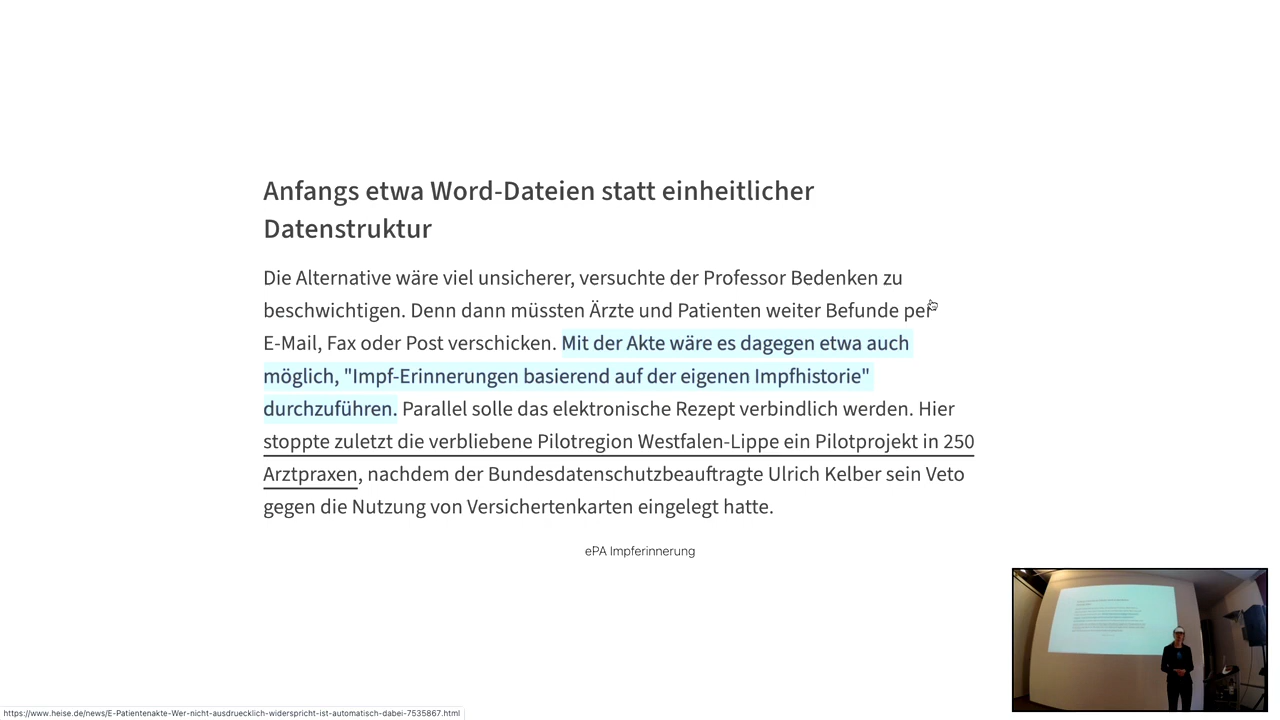 Anfangs etwa Word-Dateien statt einheitlicher
Datenstruktur
Die Alternative wäre viel unsicherer, versuchte der Professor Bedenken zu
beschwichtigen. Denn dann müssten Ärzte und Patienten weiter Befunde per
E-Mail, Fax oder Post verschicken. Mit der Akte wäre es dagegen etwa auch
möglich, "Impf-Erinnerungen basierend auf der eigenen Impfhistorie"
durchzuführen. Parallel solle das elektronische Rezept verbindlich werden. Hier
stoppte zuletzt die verbliebene Pilotregion Westfalen-Lippe ein Pilotprojekt in 250
Arztpraxen, nachdem der Bundesdatenschutzbeauftragte Ulrich Kelber sein Veto
gegen die Nutzung von Versichertenkarten eingelegt hatte.
ePA Impferinnerung
https://www.heise.de/news/E-Patientenakte-Wer-nicht-ausdruecklich-widerspricht-ist-automatisch-dabei-7535867.html